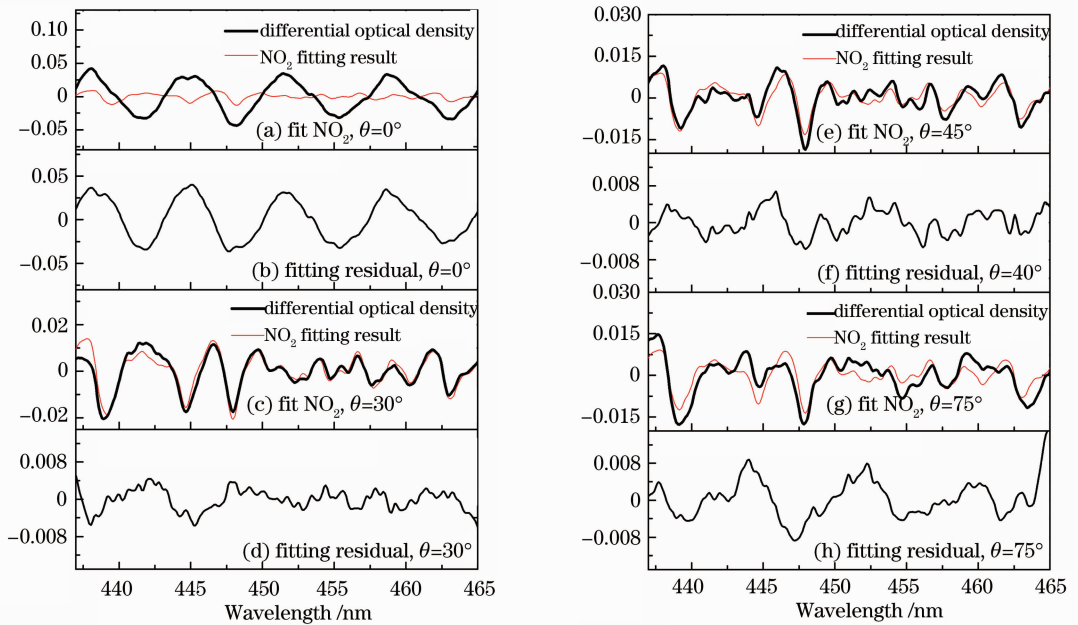 0.10
0.05
0
−0.05
differential optical density
NO₂ fitting result
(a) fit NO₂, θ=0°
0.05
0
−0.05
(b) fitting residual, θ=0°
0.02
0
−0.02
differential optical density
NO₂ fitting result
(c) fit NO₂, θ=30°
0.008
0
−0.008
(d) fitting residual, θ=30°
440 445 450 455 460 465
Wavelength /nm
0.030
0.015
0
−0.015
differential optical density
NO₂ fitting result
(e) fit NO₂, θ=45°
0.008
0
−0.008
(f) fitting residual, θ=40°
0.030
0.015
0
−0.015
differential optical density
NO₂ fitting result
(g) fit NO₂, θ=75°
0.008
0
−0.008
(h) fitting residual, θ=75°
440 445 450 455 460 465
Wavelength /nm